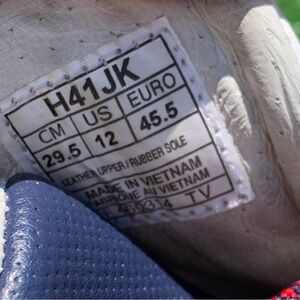 H41JK
CM US EURO
29.5 12 45.5
LEATHER UPPER/RUBBER SOLE
MADE IN VIETNAM
FABRIQUE AU VIETNAM
TV